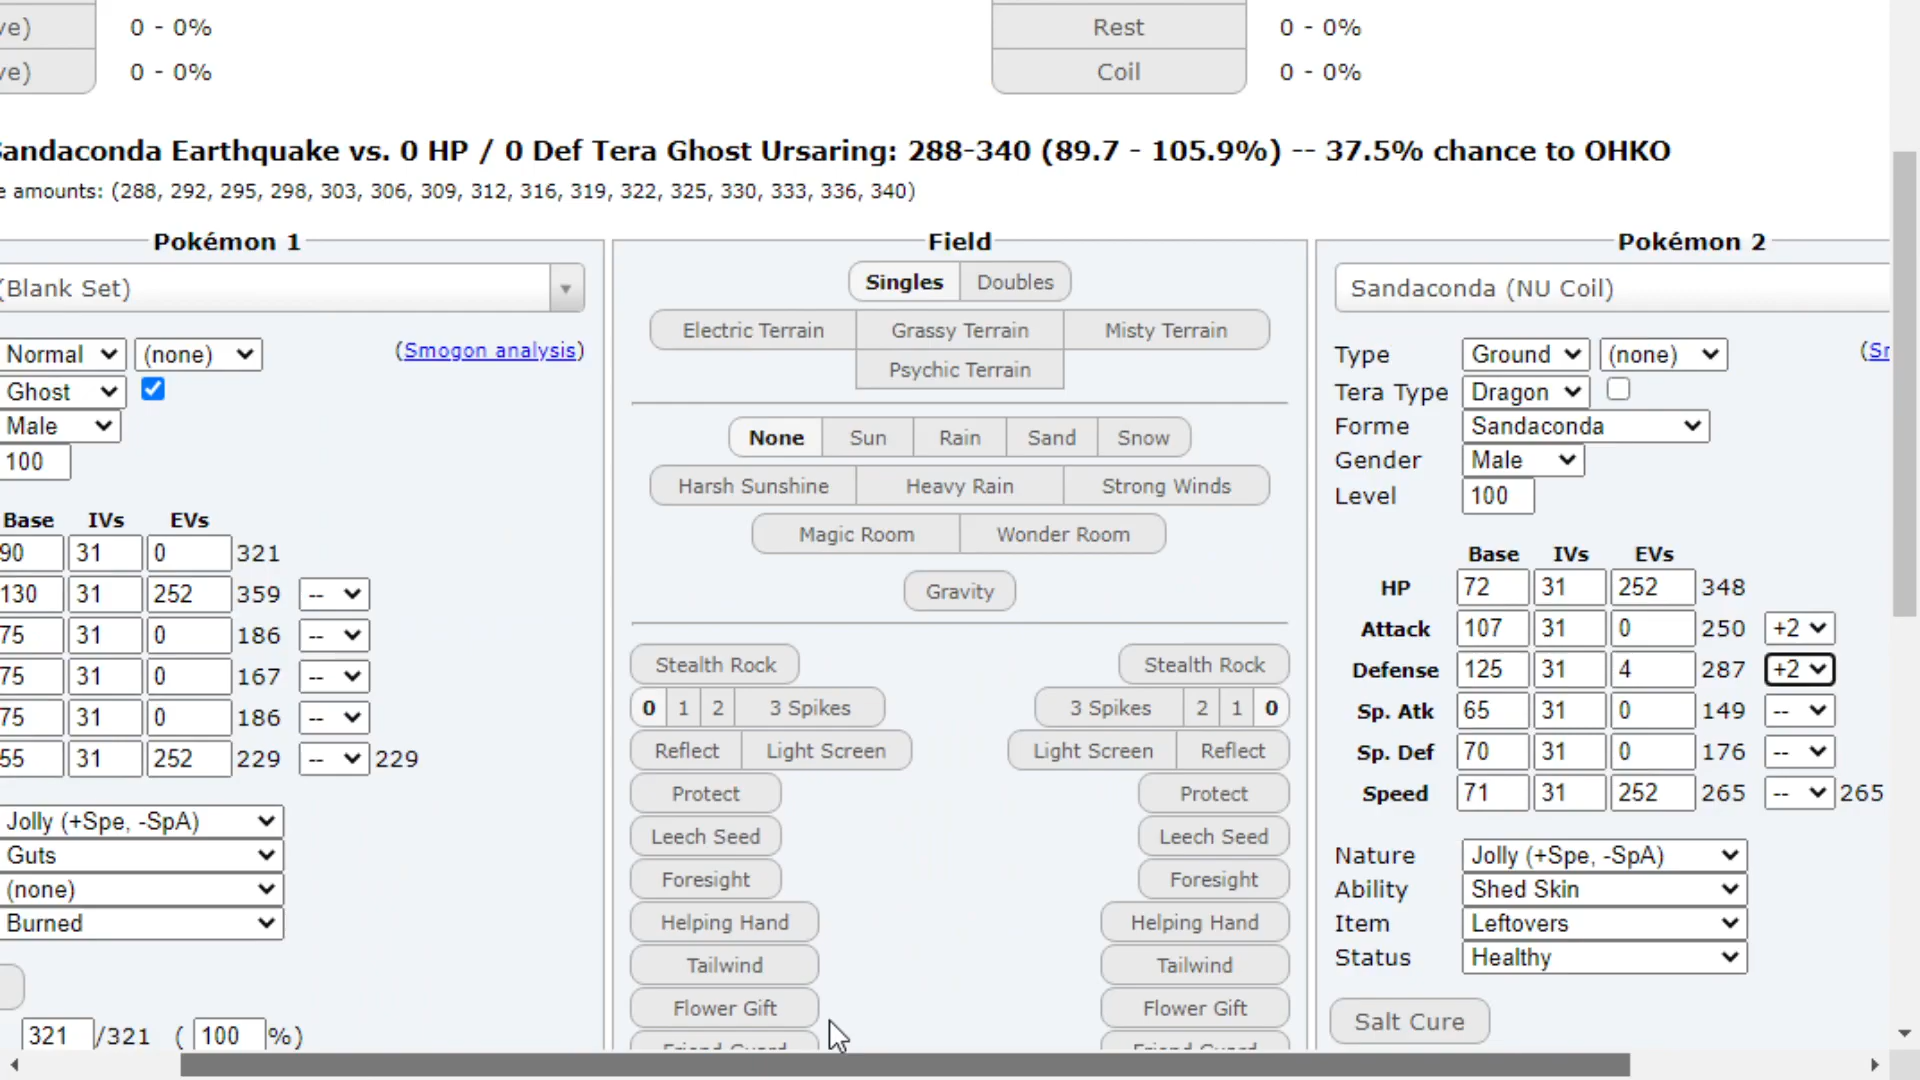 ve) 0 - 0% Rest 0 - 0%
ve) 0 - 0% Coil 0 - 0%
Sandaconda Earthquake vs. 0 HP / 0 Def Tera Ghost Ursaring: 288-340 (89.7 - 105.9%) -- 37.5% chance to OHKO
e amounts: (288, 292, 295, 298, 303, 306, 309, 312, 316, 319, 322, 325, 330, 333, 336, 340)
Pokémon 1
(Blank Set)
Normal (none) (Smogon analysis)
Ghost
Male
100
Base IVs EVs
90 31 0 321
130 31 252 359 --
75 31 0 186 --
75 31 0 167 --
75 31 0 186 --
55 31 252 229 -- 229
Jolly (+Spe, -SpA)
Guts
(none)
Burned
321 /321 ( 100 %)
Field
Singles Doubles
Electric Terrain Grassy Terrain Misty Terrain
Psychic Terrain
None Sun Rain Sand Snow
Harsh Sunshine Heavy Rain Strong Winds
Magic Room Wonder Room
Gravity
Stealth Rock Stealth Rock
0 1 2 3 Spikes 3 Spikes 2 1 0
Reflect Light Screen Light Screen Reflect
Protect Protect
Leech Seed Leech Seed
Foresight Foresight
Helping Hand Helping Hand
Tailwind Tailwind
Flower Gift Flower Gift
Friend Guard Friend Guard
Pokémon 2
Sandaconda (NU Coil)
Type Ground (none) (Sr
Tera Type Dragon
Forme Sandaconda
Gender Male
Level 100
Base IVs EVs
HP 72 31 252 348
Attack 107 31 0 250 +2
Defense 125 31 4 287 +2
Sp. Atk 65 31 0 149 --
Sp. Def 70 31 0 176 --
Speed 71 31 252 265 -- 265
Nature Jolly (+Spe, -SpA)
Ability Shed Skin
Item Leftovers
Status Healthy
Salt Cure